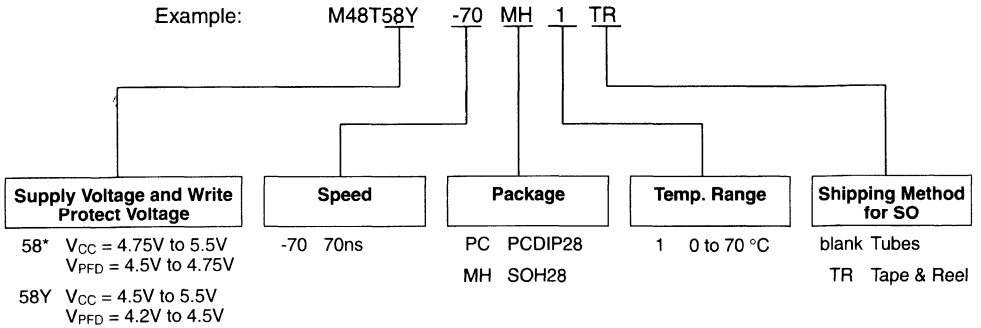 Example: M48T58Y -70 MH 1 TR
Supply Voltage and Write
Protect Voltage
58* VCC = 4.75V to 5.5V
VPFD = 4.5V to 4.75V
58Y VCC = 4.5V to 5.5V
VPFD = 4.2V to 4.5V
Speed
-70 70ns
Package
PC PCDIP28
MH SOH28
Temp. Range
1 0 to 70 °C
Shipping Method
for SO
blank Tubes
TR Tape & Reel